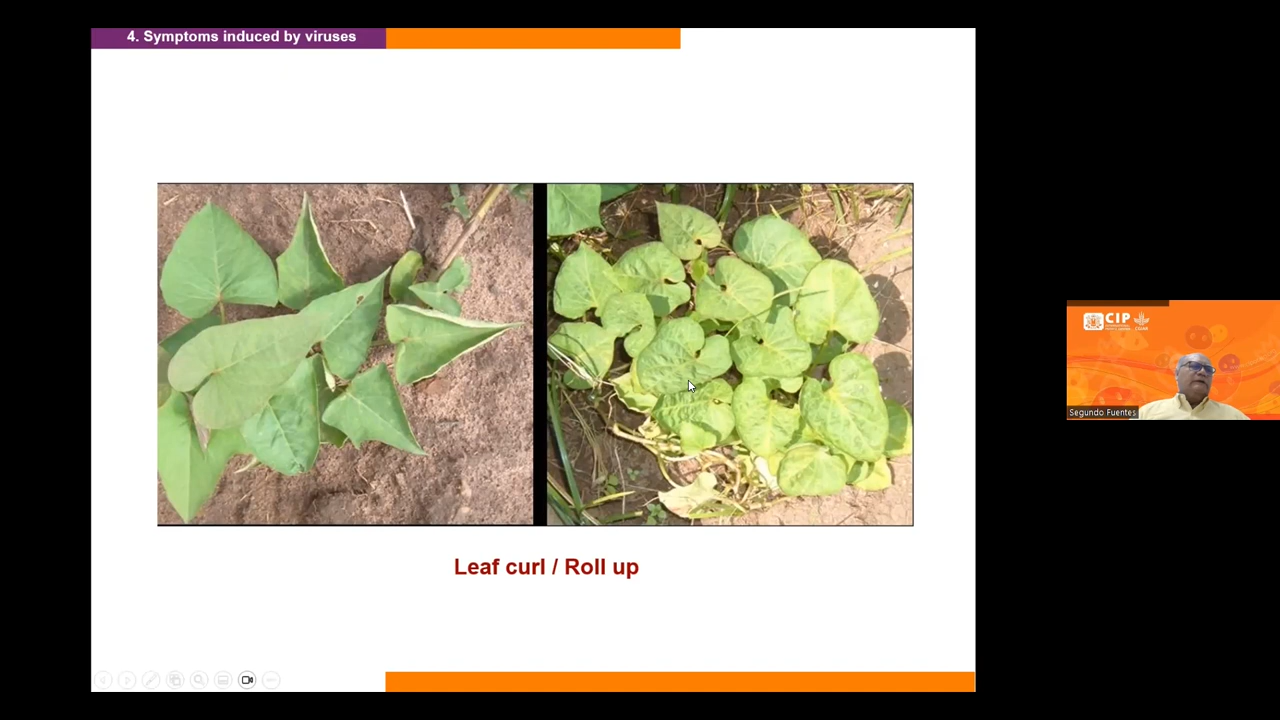 4. Symptoms induced by viruses
Leaf curl / Roll up
CIP
Segundo Fuentes